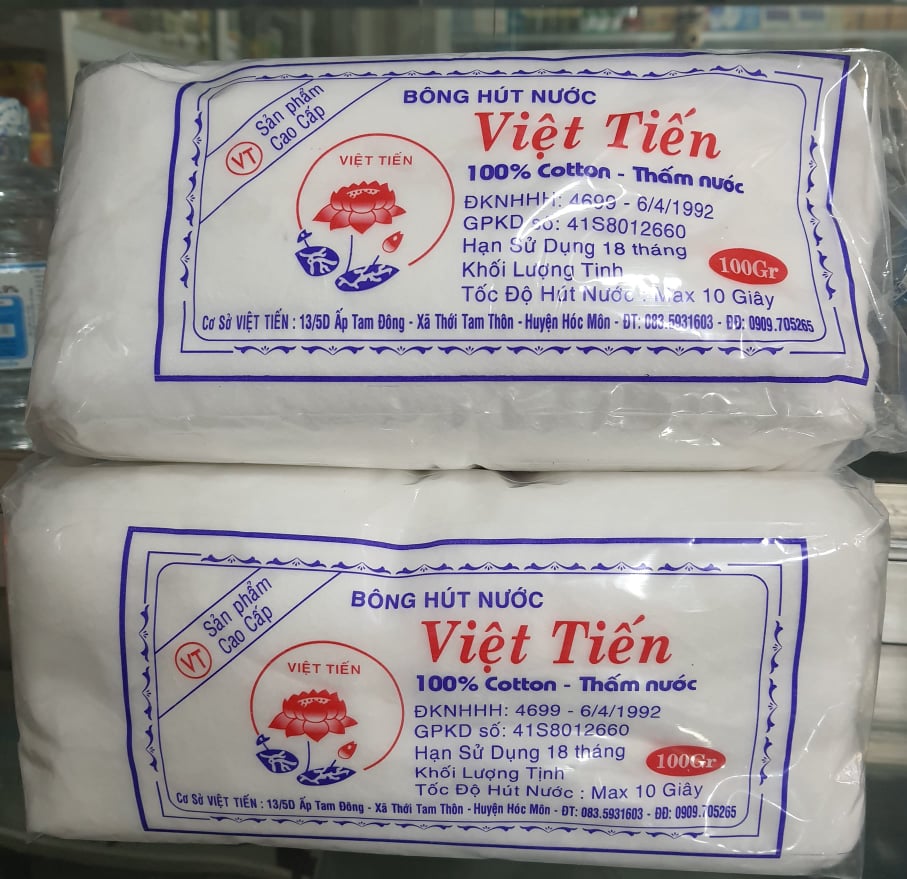 Sản phẩm
Cao Cấp
VT
BÔNG HÚT NƯỚC
Việt Tiến
100% Cotton - Thấm nước
VIỆT TIẾN
ĐKNHHH: 4699 - 6/4/1992
GPKD số: 41S8012660
Hạn Sử Dụng 18 tháng
Khối Lượng Tịnh 100Gr
Tốc Độ Hút Nước : Max 10 Giây
Cơ Sở VIỆT TIẾN : 13/5D Ấp Tam Đông - Xã Thới Tam Thôn - Huyện Hóc Môn - ĐT: 083.5931603 - ĐĐ: 0909.705265
Sản phẩm
Cao Cấp
VT
BÔNG HÚT NƯỚC
Việt Tiến
100% Cotton - Thấm nước
VIỆT TIẾN
ĐKNHHH: 4699 - 6/4/1992
GPKD số: 41S8012660
Hạn Sử Dụng 18 tháng
Khối Lượng Tịnh 100Gr
Tốc Độ Hút Nước : Max 10 Giây
Cơ Sở VIỆT TIẾN : 13/5D Ấp Tam Đông - Xã Thới Tam Thôn - Huyện Hóc Môn - ĐT: 083.5931603 - ĐĐ: 0909.705265